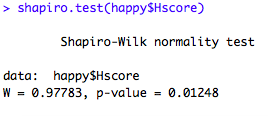 > shapiro.test(happy$Hscore)
Shapiro-Wilk normality test
data:  happy$Hscore
W = 0.97783, p-value = 0.01248